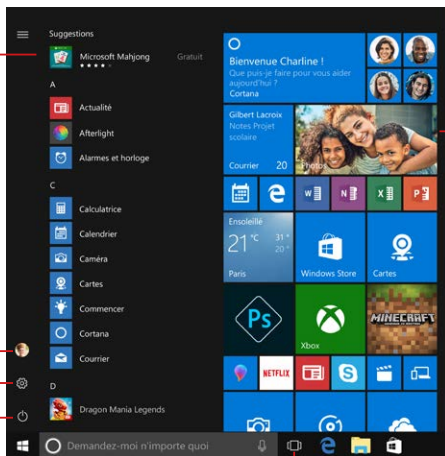 Suggestions
Microsoft Mahjong
Gratuit
A
Actualité
Afterlight
Alarmes et horloge
C
Calculatrice
Calendrier
Caméra
Cartes
Commencer
Cortana
Courrier
D
Dragon Mania Legends
Bienvenue Charline !
Que puis-je faire pour vous aider
aujourd'hui ?
Cortana
Gilbert Lacroix
Notes Projet
scolaire
Courrier 20
Photo
Ensoleillé
21°C 31°
20°
Paris
Windows Store
Cartes
Ps
Xbox
MINECRAFT
NETFLIX
Demandez-moi n'importe quoi